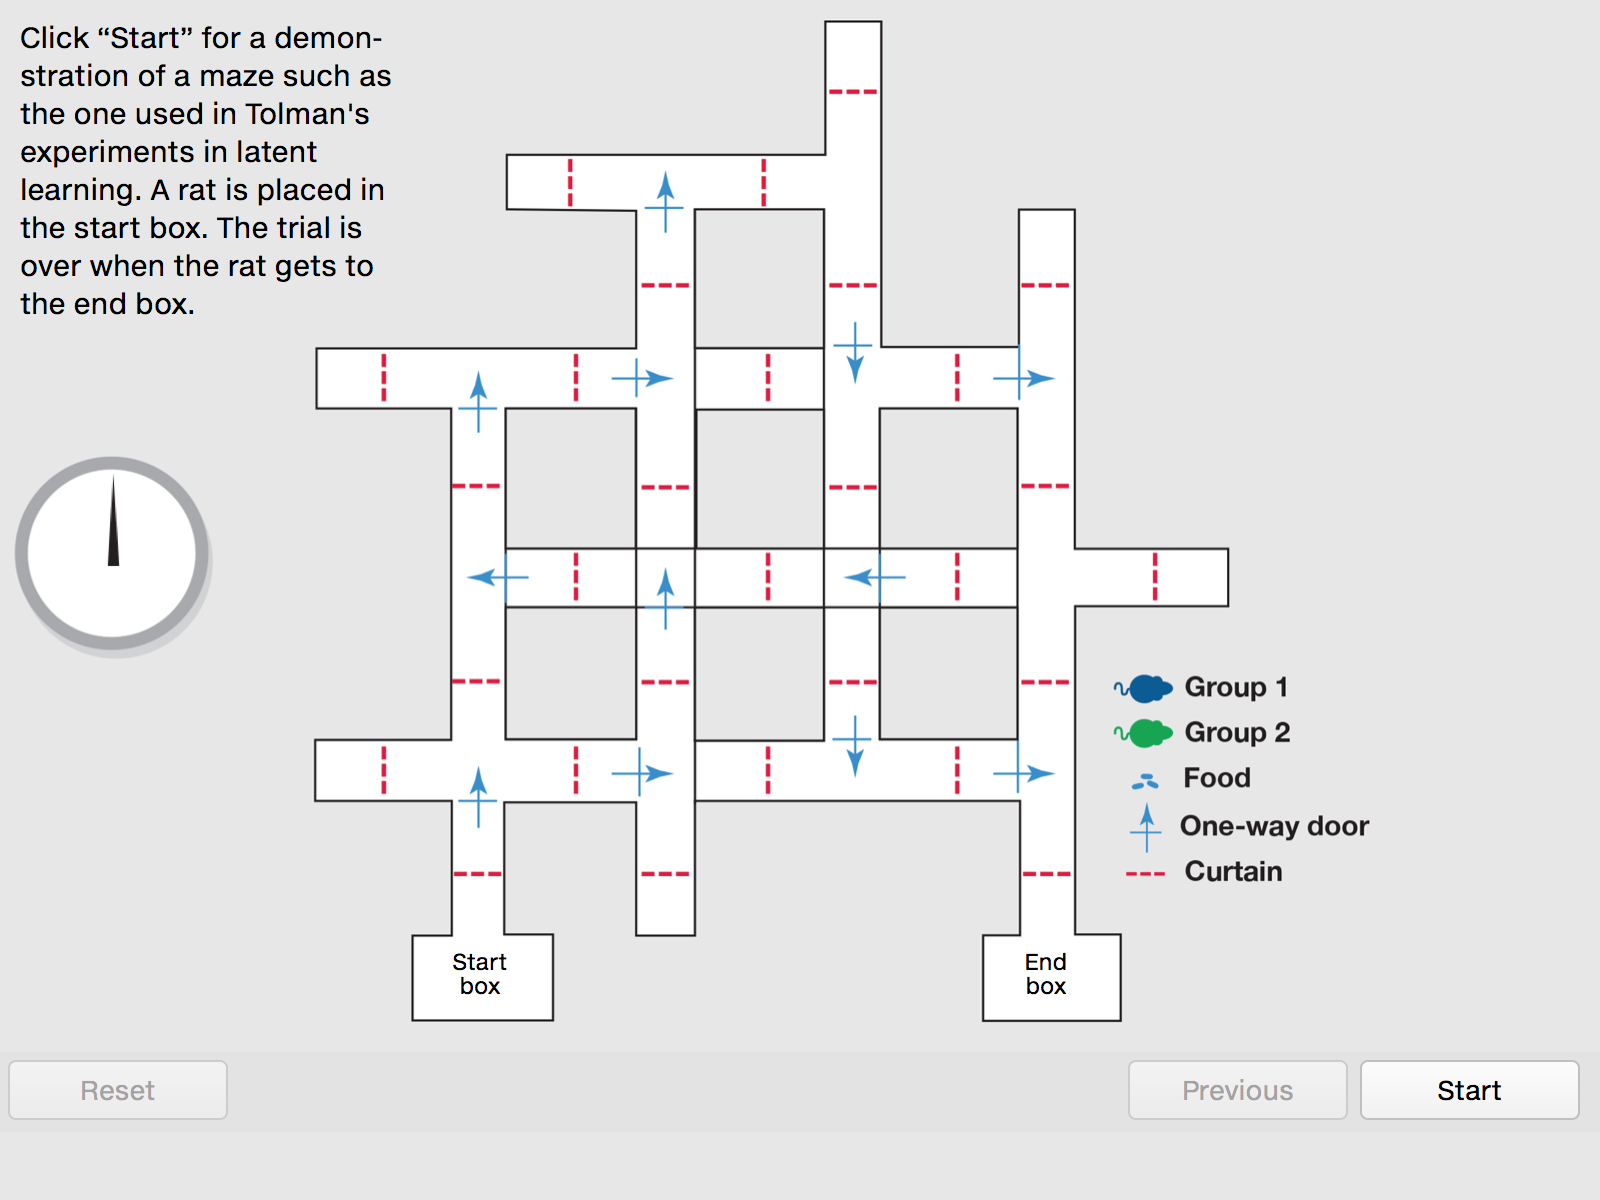 Click “Start” for a demon-
stration of a maze such as
the one used in Tolman's
experiments in latent
learning. A rat is placed in
the start box. The trial is
over when the rat gets to
the end box.
Group 1
Group 2
Food
One-way door
Curtain
Start
box
End
box
Reset
Previous
Start